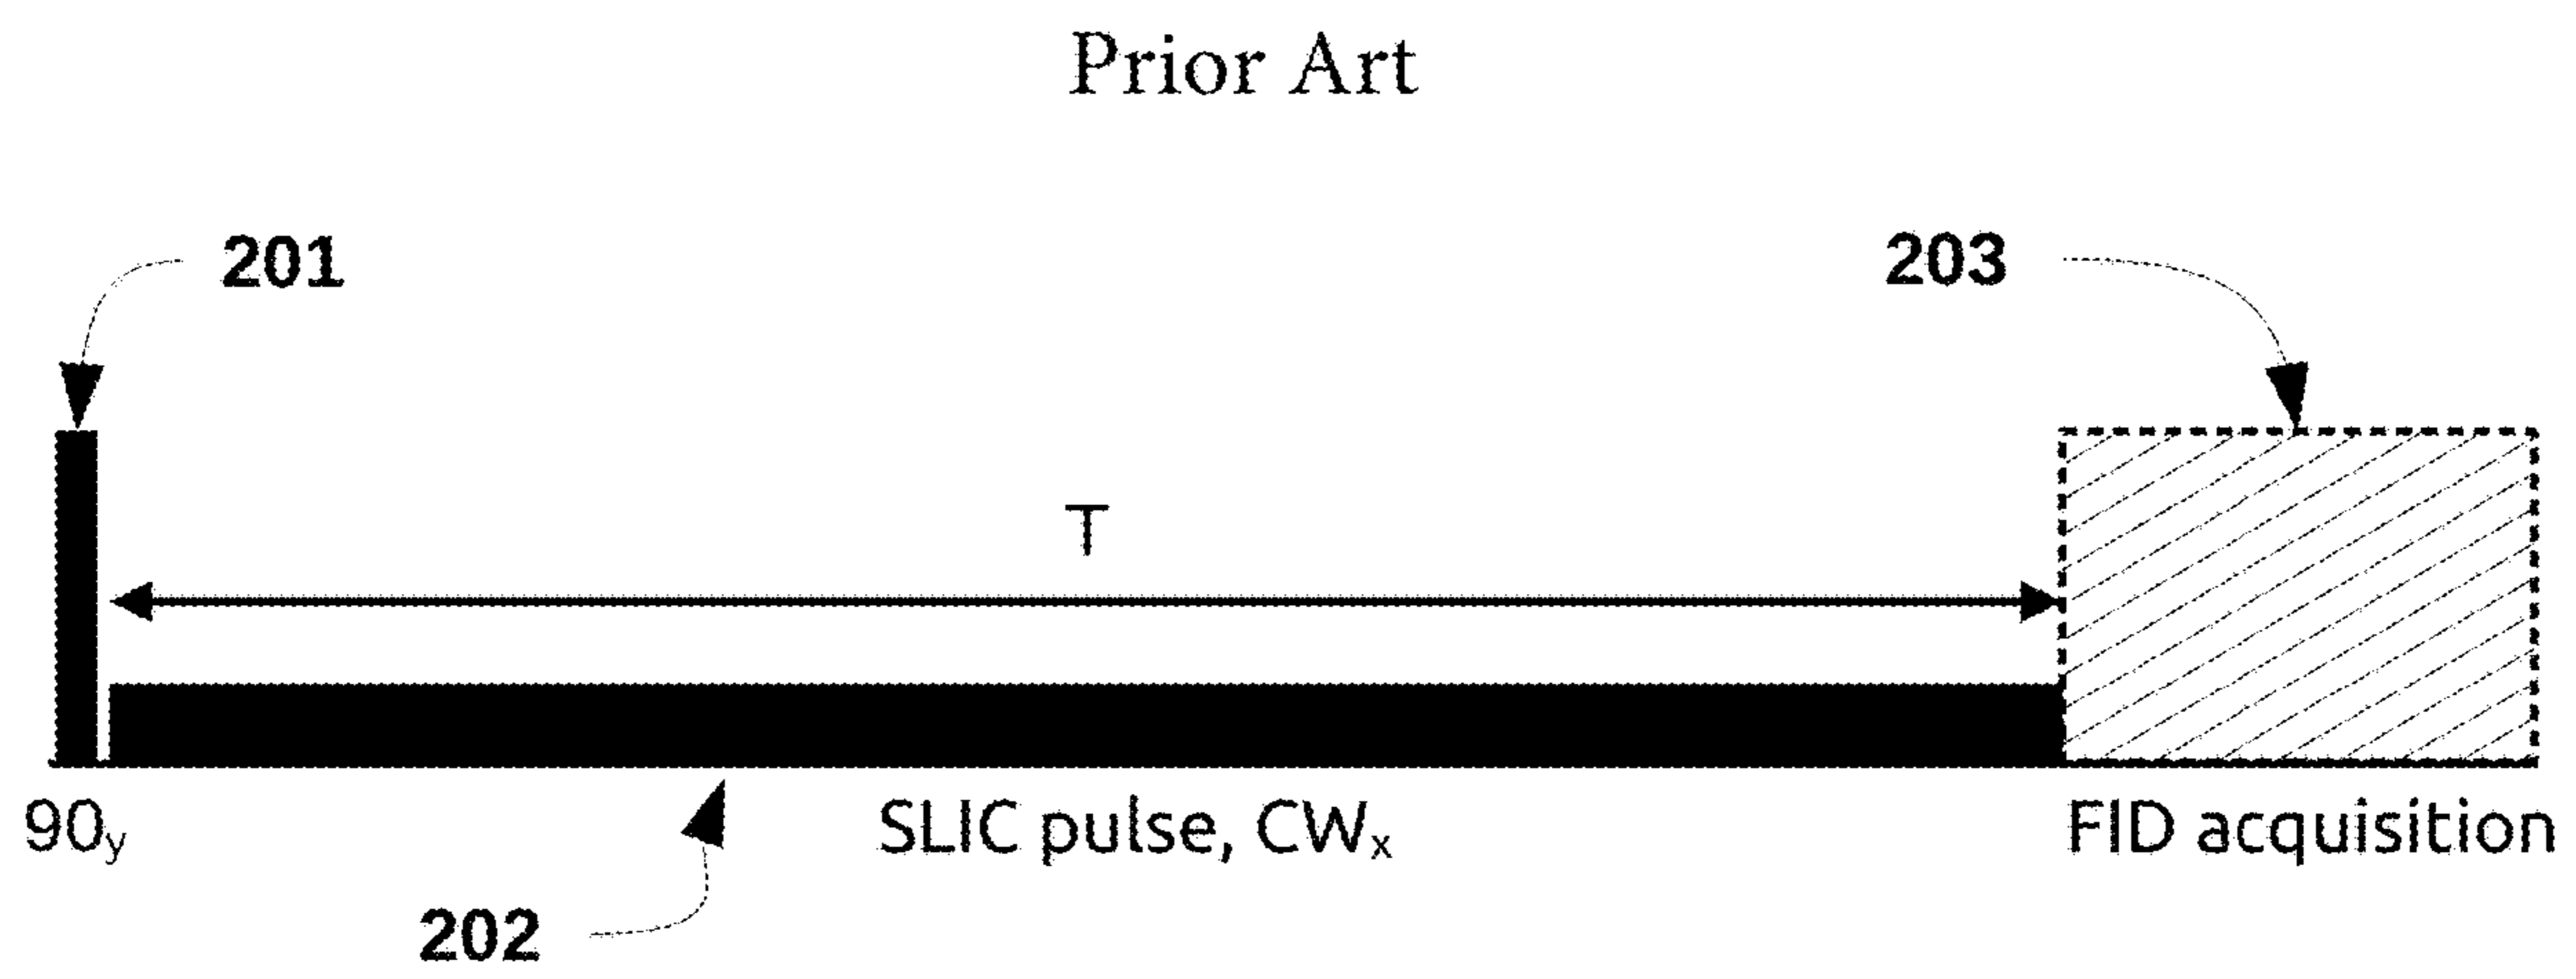 Prior Art
201
203
T
90y
SLIC pulse, CWx
FID acquisition
202